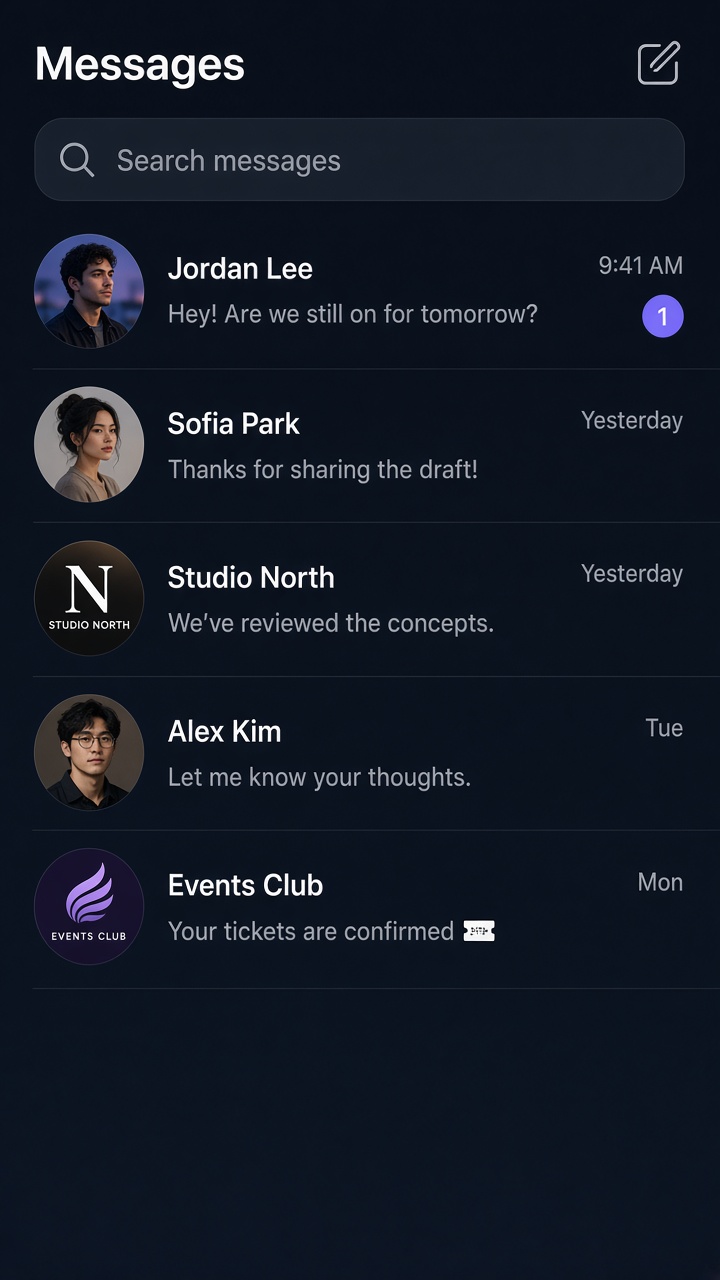 Messages
Search messages
Jordan Lee
9:41 AM
Hey! Are we still on for tomorrow?
1
Sofia Park
Yesterday
Thanks for sharing the draft!
N
STUDIO NORTH
Studio North
Yesterday
We’ve reviewed the concepts.
Alex Kim
Tue
Let me know your thoughts.
EVENTS CLUB
Events Club
Mon
Your tickets are confirmed